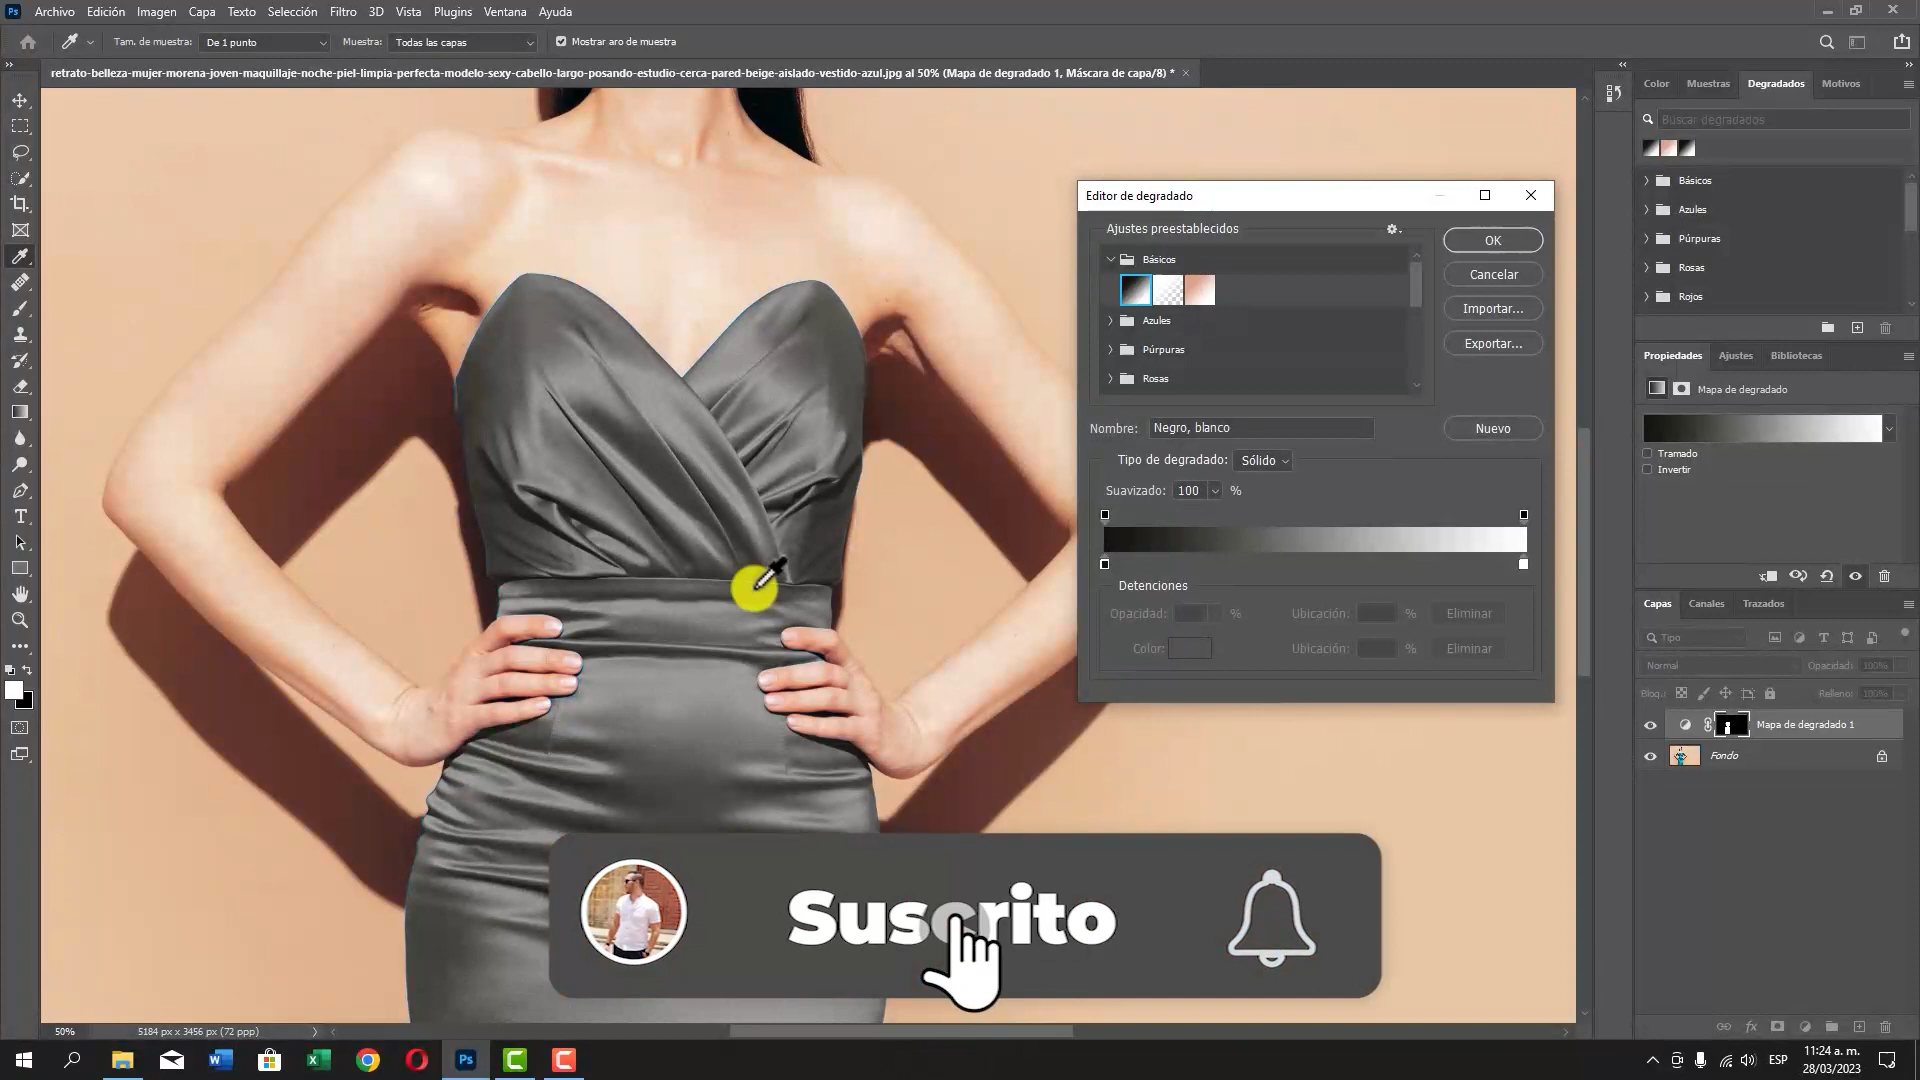 Archivo Edición Imagen Capa Texto Selección Filtro 3D Vista Plugins Ventana Ayuda
Tam. de muestra: De 1 punto Muestra: Todas las capas Mostrar aro de muestra
retrato-belleza-mujer-morena-joven-maquillaje-noche-piel-limpia-perfecta-modelo-sexy-cabello-largo-posando-estudio-cerca-pared-beige-aislado-vestido-azul.jpg al 50% (Mapa de degradado 1, Máscara de capa/8) *
Color Muestras Degradados Motivos
Buscar degradados
Básicos
Azules
Púrpuras
Rosas
Rojos
Editor de degradado
Ajustes preestablecidos
OK
Básicos
Cancelar
Importar...
Azules
Exportar...
Púrpuras
Rosas
Nombre: Negro, blanco
Nuevo
Tipo de degradado: Sólido
Suavizado: 100 %
Detenciones
Opacidad: % Ubicación: % Eliminar
Color: Ubicación: % Eliminar
Propiedades Ajustes Bibliotecas
Mapa de degradado
Tramado
Invertir
Capas Canales Trazados
Tipo
Normal Opacidad: 100%
Bloq.: Relleno: 100%
Mapa de degradado 1
Fondo
Suscrito
50% 5184 px x 3456 px (72 ppp)
ESP
11:24 a. m.
28/03/2023